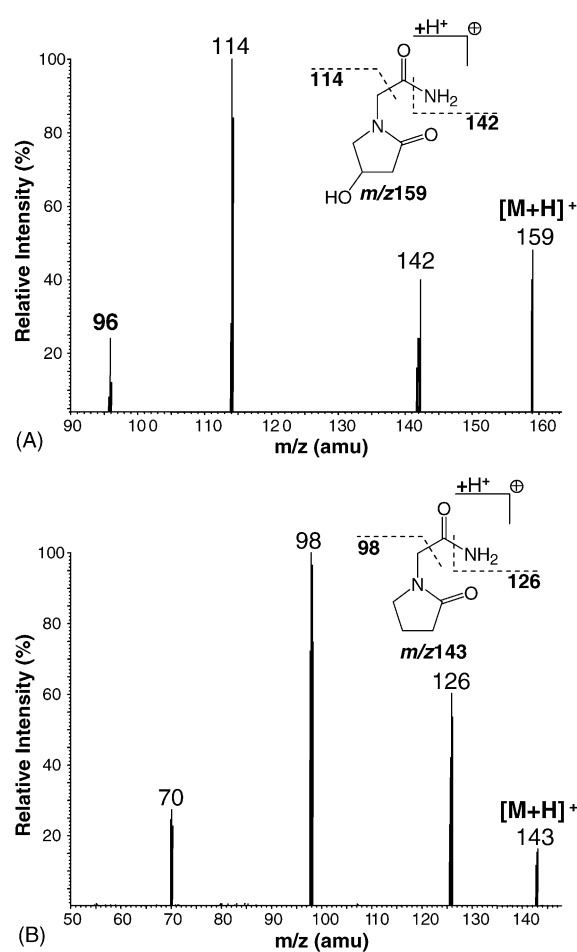 114
+H⁺ ⊕
100
O
114
NH₂
80
N
142
O
HO
m/z159
[M+H]⁺
60
159
142
40
96
20
Relative Intensity (%)
90 100 110 120 130 140 150 160
(A)
m/z (amu)
+H⁺ ⊕
O
98
98
NH₂
100
126
N
O
80
m/z143
126
60
40
[M+H]⁺
70
143
20
Relative Intensity (%)
50 60 70 80 90 100 110 120 130 140
(B)
m/z (amu)